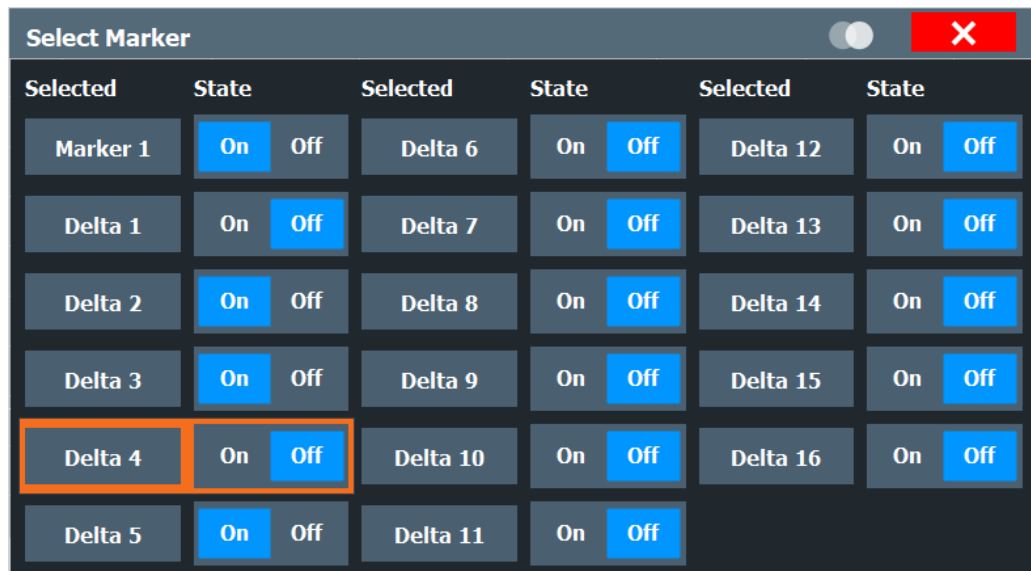 Select Marker
Selected State Selected State Selected State
Marker 1 On Off Delta 6 On Off Delta 12 On Off
Delta 1 On Off Delta 7 On Off Delta 13 On Off
Delta 2 On Off Delta 8 On Off Delta 14 On Off
Delta 3 On Off Delta 9 On Off Delta 15 On Off
Delta 4 On Off Delta 10 On Off Delta 16 On Off
Delta 5 On Off Delta 11 On Off